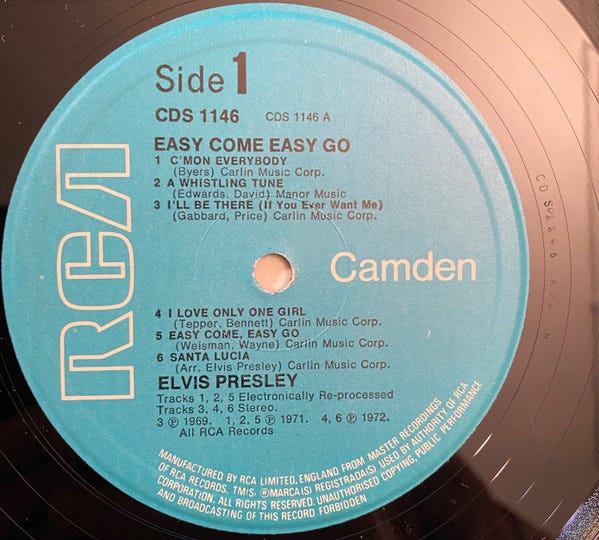 Side 1
CDS 1146 CDS 1146 A
EASY COME EASY GO
1 C'MON EVERYBODY
(Byers) Carlin Music Corp.
2 A WHISTLING TUNE
(Edwards, David) Manor Music
3 I'LL BE THERE (If You Ever Want Me)
(Gabbard, Price) Carlin Music Corp.
RCA
Camden
4 I LOVE ONLY ONE GIRL
(Tepper, Bennett) Carlin Music Corp.
5 EASY COME, EASY GO
(Weisman, Wayne) Carlin Music Corp.
6 SANTA LUCIA
(Arr. Elvis Presley) Carlin Music Corp.
ELVIS PRESLEY
Tracks 1, 2, 5 Electronically Re-processed
Tracks 3, 4, 6 Stereo.
3 ℗ 1969. 1, 2, 5 ℗ 1971. 4, 6 ℗ 1972.
All RCA Records
MANUFACTURED BY RCA LIMITED, ENGLAND FROM MASTER RECORDINGS
OF RCA RECORDS. TM(S) ® MARCA(S) REGISTRADA(S) USED BY AUTHORITY OF RCA
CORPORATION. ALL RIGHTS RESERVED. UNAUTHORISED COPYING, PUBLIC PERFORMANCE
AND BROADCASTING OF THIS RECORD FORBIDDEN